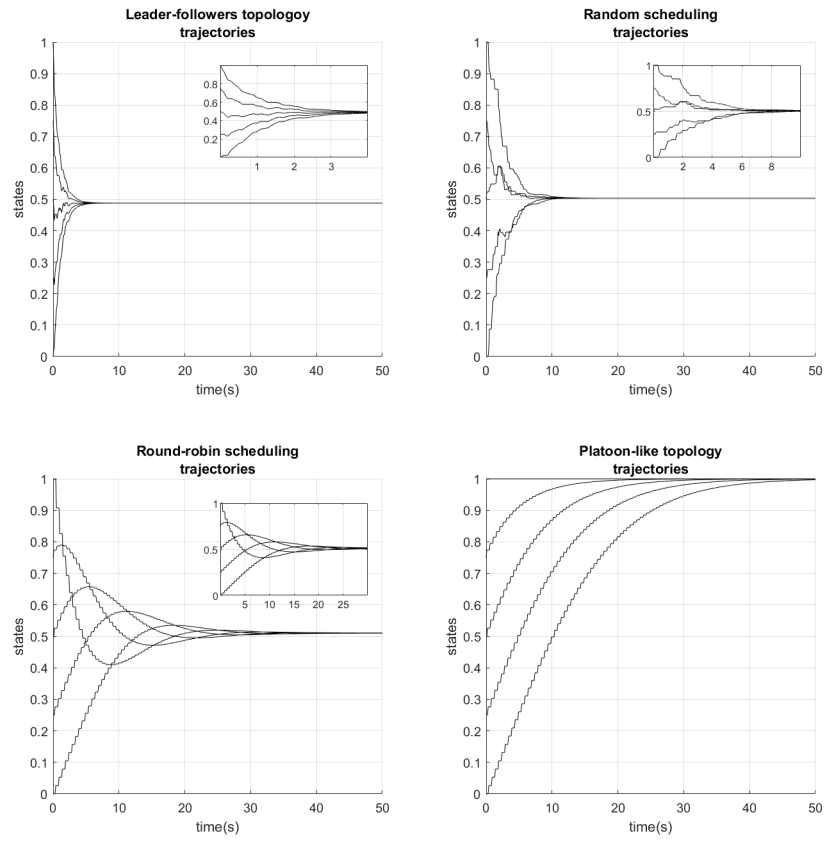 Leader-followers topologoy
trajectories
1
0.9
0.8
0.7
0.6
0.5
0.4
0.3
0.2
0.1
0
states
0 10 20 30 40 50
time(s)
0.8
0.6
0.4
0.2
1 2 3
Random scheduling
trajectories
1
0.9
0.8
0.7
0.6
0.5
0.4
0.3
0.2
0.1
0
states
0 10 20 30 40 50
time(s)
1
0.5
0
2 4 6 8
Round-robin scheduling
trajectories
1
0.9
0.8
0.7
0.6
0.5
0.4
0.3
0.2
0.1
0
states
0 10 20 30 40 50
time(s)
1
0.5
0
5 10 15 20 25
Platoon-like topology
trajectories
1
0.9
0.8
0.7
0.6
0.5
0.4
0.3
0.2
0.1
0
states
0 10 20 30 40 50
time(s)